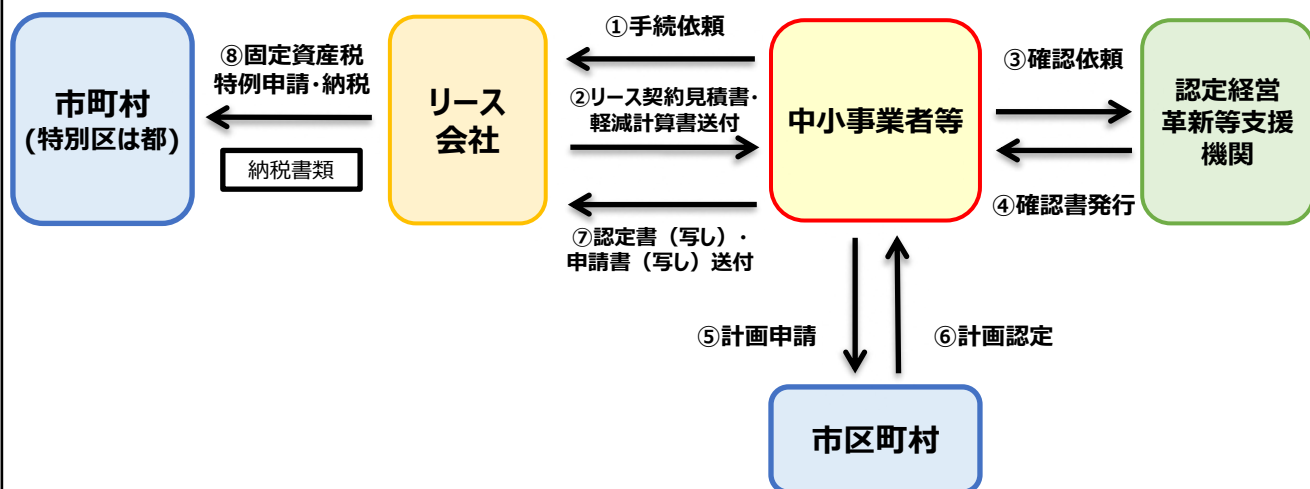 市町村
(特別区は都)
⑧固定資産税
特例申請・納税
納税書類
リース
会社
①手続依頼
②リース契約見積書・
軽減計算書送付
⑦認定書（写し）・
申請書（写し）送付
中小事業者等
③確認依頼
④確認書発行
認定経営
革新等支援
機関
⑤計画申請
⑥計画認定
市区町村